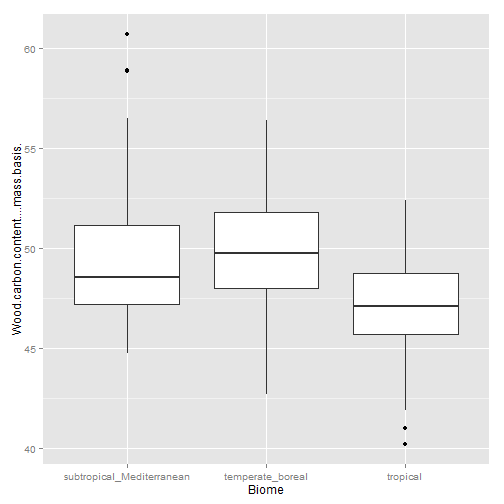 60
55
50
45
40
Wood.carbon.content...mass.basis.
subtropical_Mediterranean temperate_boreal tropical
Biome